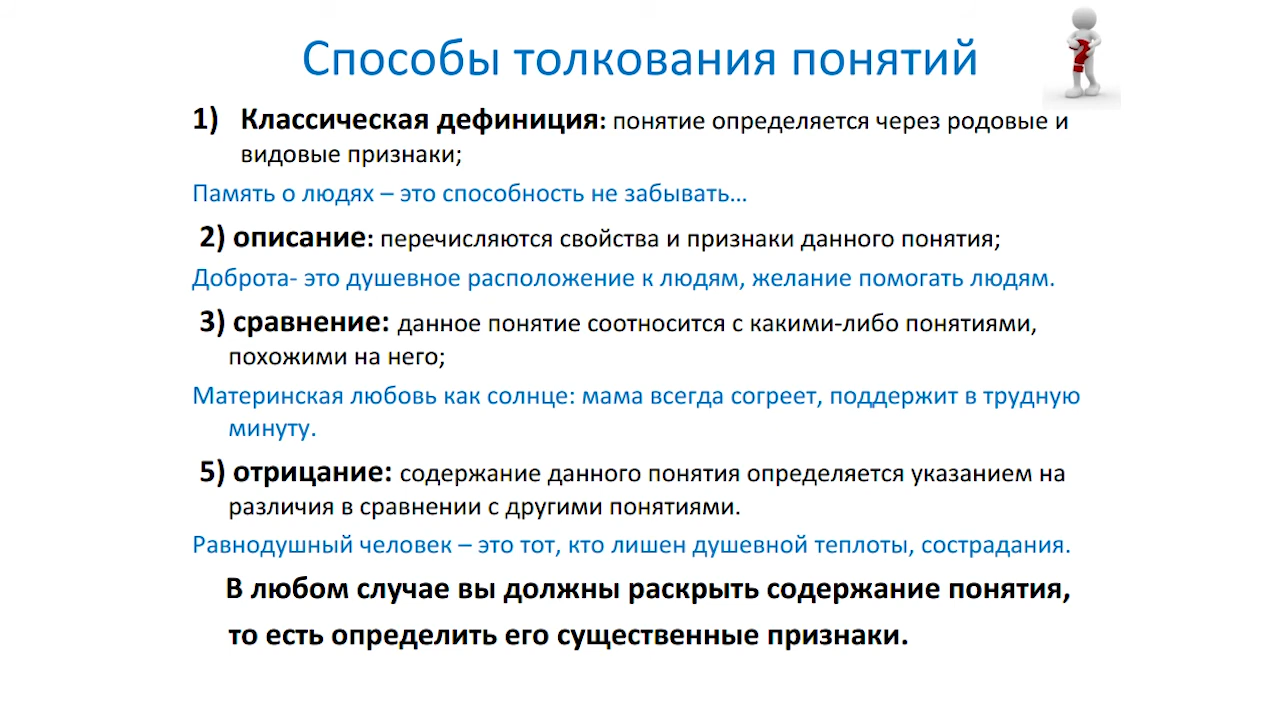 Способы толкования понятий
1) Классическая дефиниция: понятие определяется через родовые и
видовые признаки;
Память о людях – это способность не забывать…
2) описание: перечисляются свойства и признаки данного понятия;
Доброта- это душевное расположение к людям, желание помогать людям.
3) сравнение: данное понятие соотносится с какими-либо понятиями,
похожими на него;
Материнская любовь как солнце: мама всегда согреет, поддержит в трудную
минуту.
5) отрицание: содержание данного понятия определяется указанием на
различия в сравнении с другими понятиями.
Равнодушный человек – это тот, кто лишен душевной теплоты, сострадания.
В любом случае вы должны раскрыть содержание понятия,
то есть определить его существенные признаки.